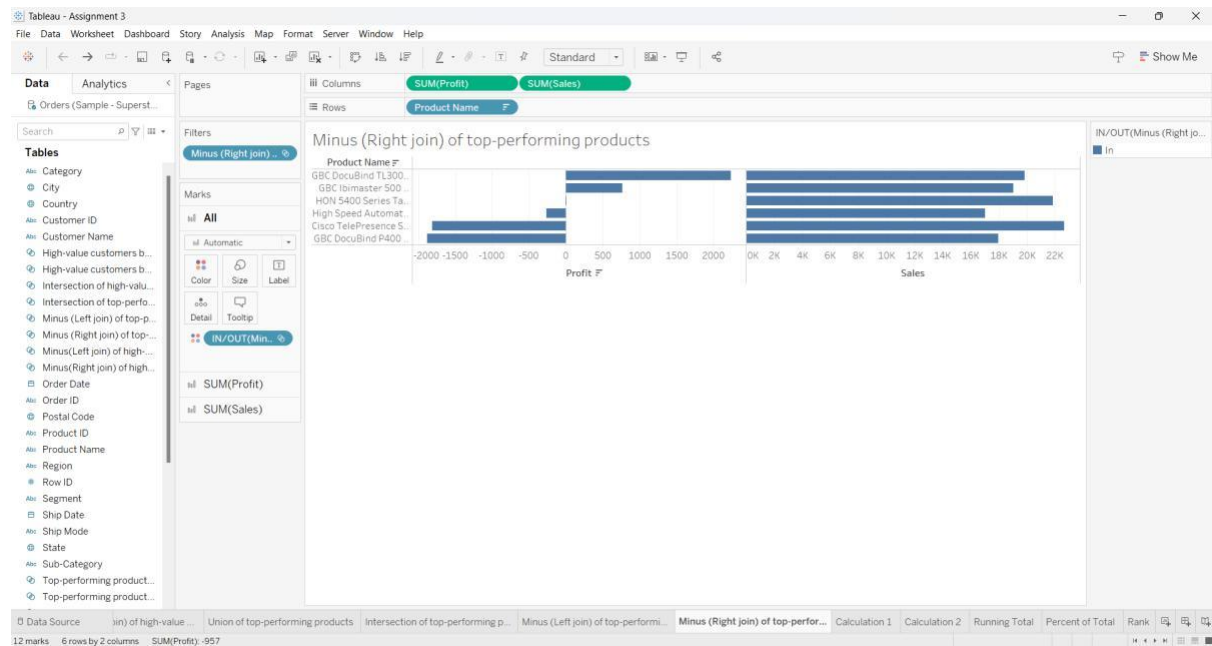 Tableau - Assignment 3
File Data Worksheet Dashboard Story Analysis Map Format Server Window Help
Standard
Show Me
Data Analytics
Orders (Sample - Superst...
Search
Tables
Abc Category
City
Country
Abc Customer ID
Abc Customer Name
High-value customers b...
High-value customers b...
Intersection of high-valu...
Intersection of top-perfo...
Minus (Left join) of top-p...
Minus (Right join) of top-...
Minus(Left join) of high-...
Minus(Right join) of high...
Order Date
Abc Order ID
Postal Code
Abc Product ID
Abc Product Name
Abc Region
# Row ID
Abc Segment
Ship Date
Abc Ship Mode
State
Abc Sub-Category
Top-performing product...
Top-performing product...
Pages
Filters
Minus (Right join) ..
Marks
All
Automatic
Color Size Label
Detail Tooltip
IN/OUT(Min..
SUM(Profit)
SUM(Sales)
Columns SUM(Profit) SUM(Sales)
Rows Product Name
Minus (Right join) of top-performing products
Product Name
GBC DocuBind TL300..
GBC Ibimaster 500 ..
HON 5400 Series Ta..
High Speed Automat..
Cisco TelePresence S..
GBC DocuBind P400 ..
-2000 -1500 -1000 -500 0 500 1000 1500 2000
Profit
0K 2K 4K 6K 8K 10K 12K 14K 16K 18K 20K 22K
Sales
IN/OUT(Minus (Right jo...
In
Data Source oin) of high-value ... Union of top-performing products Intersection of top-performing p... Minus (Left join) of top-performi... Minus (Right join) of top-perfor... Calculation 1 Calculation 2 Running Total Percent of Total Rank
12 marks 6 rows by 2 columns SUM(Profit): -957